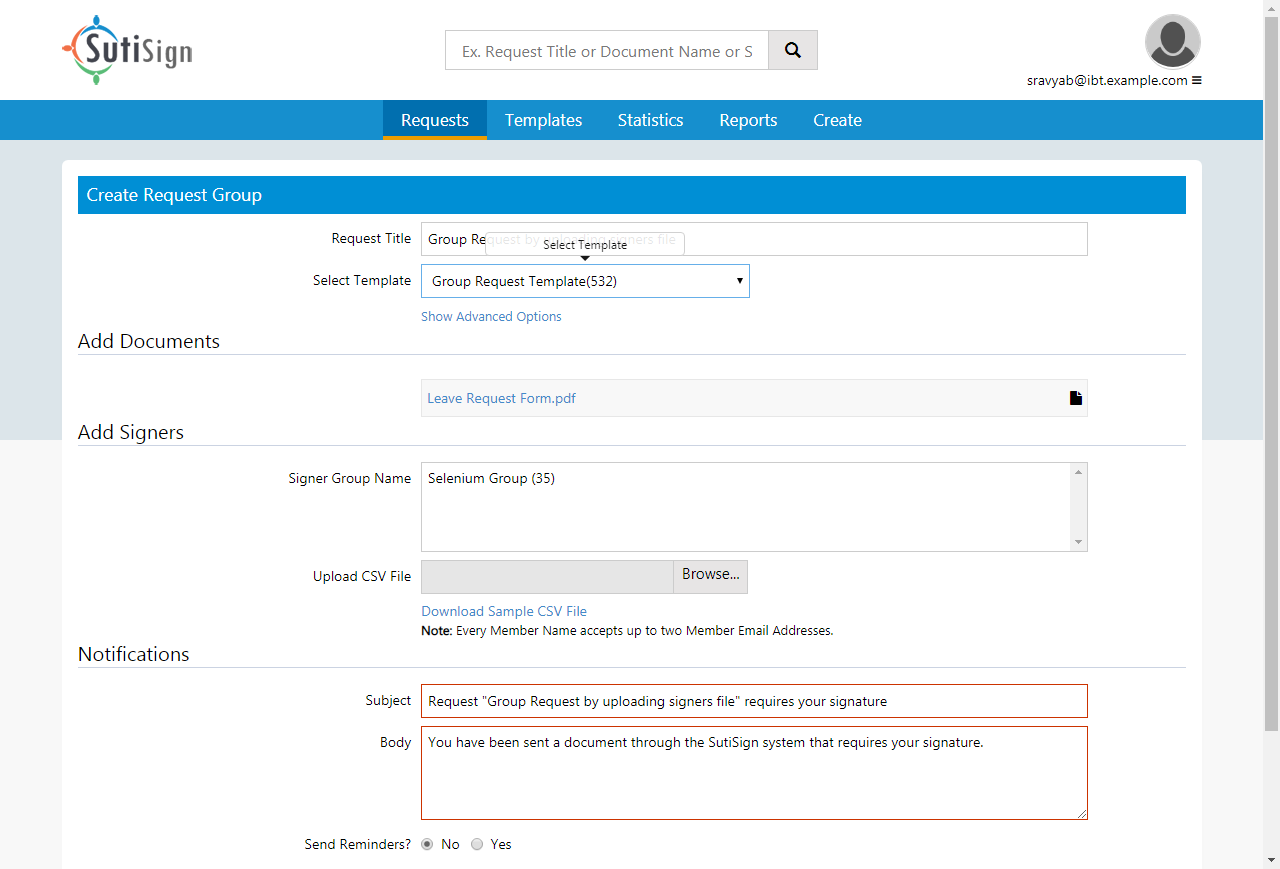 SutiSign
Ex. Request Title or Document Name or S
sravyab@ibt.example.com
Requests Templates Statistics Reports Create
Create Request Group
Request Title Group Request by uploading signers file
Select Template
Select Template Group Request Template(532)
Show Advanced Options
Add Documents
Leave Request Form.pdf
Add Signers
Signer Group Name Selenium Group (35)
Upload CSV File Browse...
Download Sample CSV File
Note: Every Member Name accepts up to two Member Email Addresses.
Notifications
Subject Request "Group Request by uploading signers file" requires your signature
Body You have been sent a document through the SutiSign system that requires your signature.
Send Reminders? No Yes